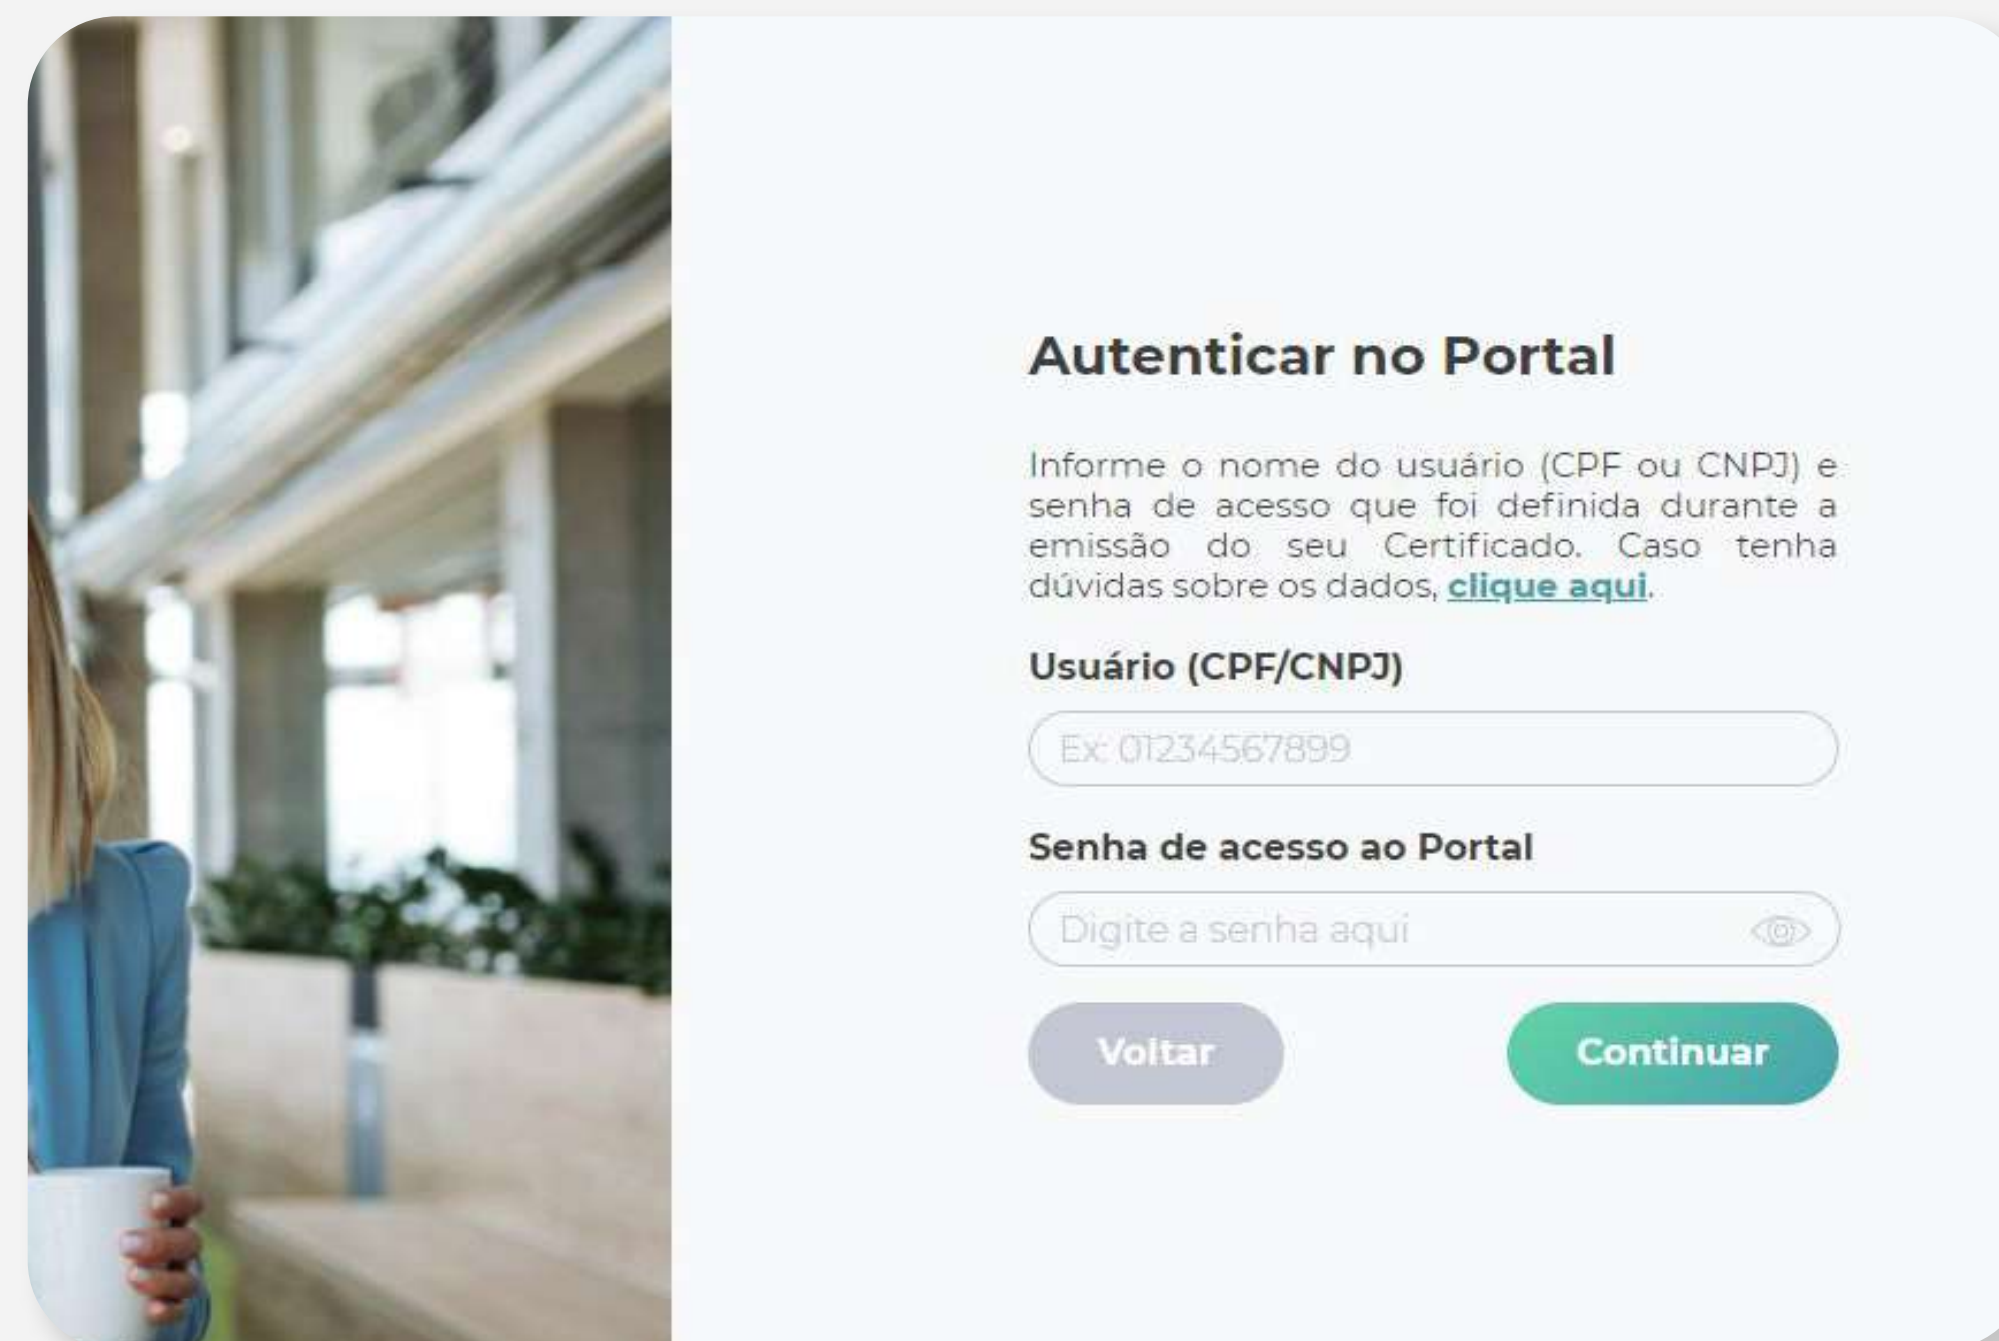 Autenticar no Portal
Informe o nome do usuário (CPF ou CNPJ) e
senha de acesso que foi definida durante a
emissão do seu Certificado. Caso tenha
dúvidas sobre os dados, clique aqui.
Usuário (CPF/CNPJ)
Ex: 01234567899
Senha de acesso ao Portal
Digite a senha aqui
Voltar
Continuar